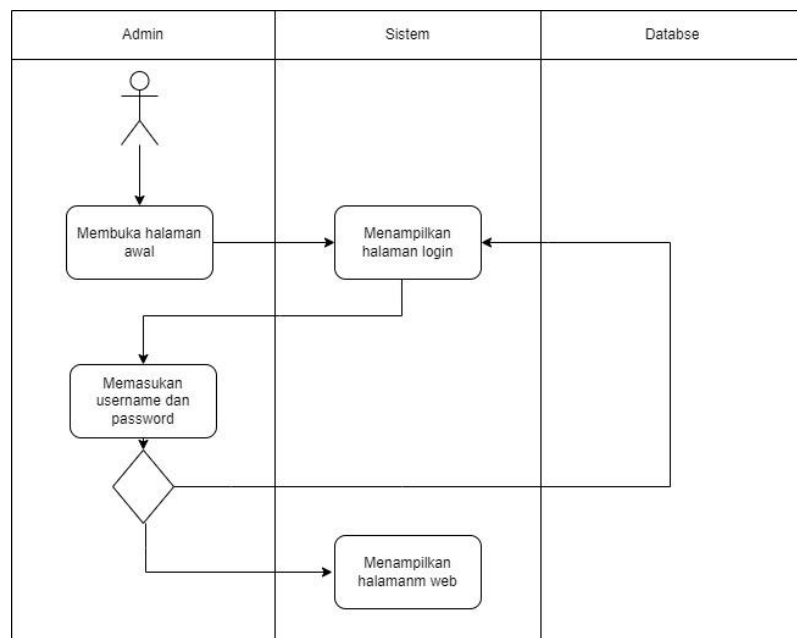 Admin
Sistem
Databse
Membuka halaman
awal
Menampilkan
halaman login
Memasukan
username dan
password
Menampilkan
halamanm web